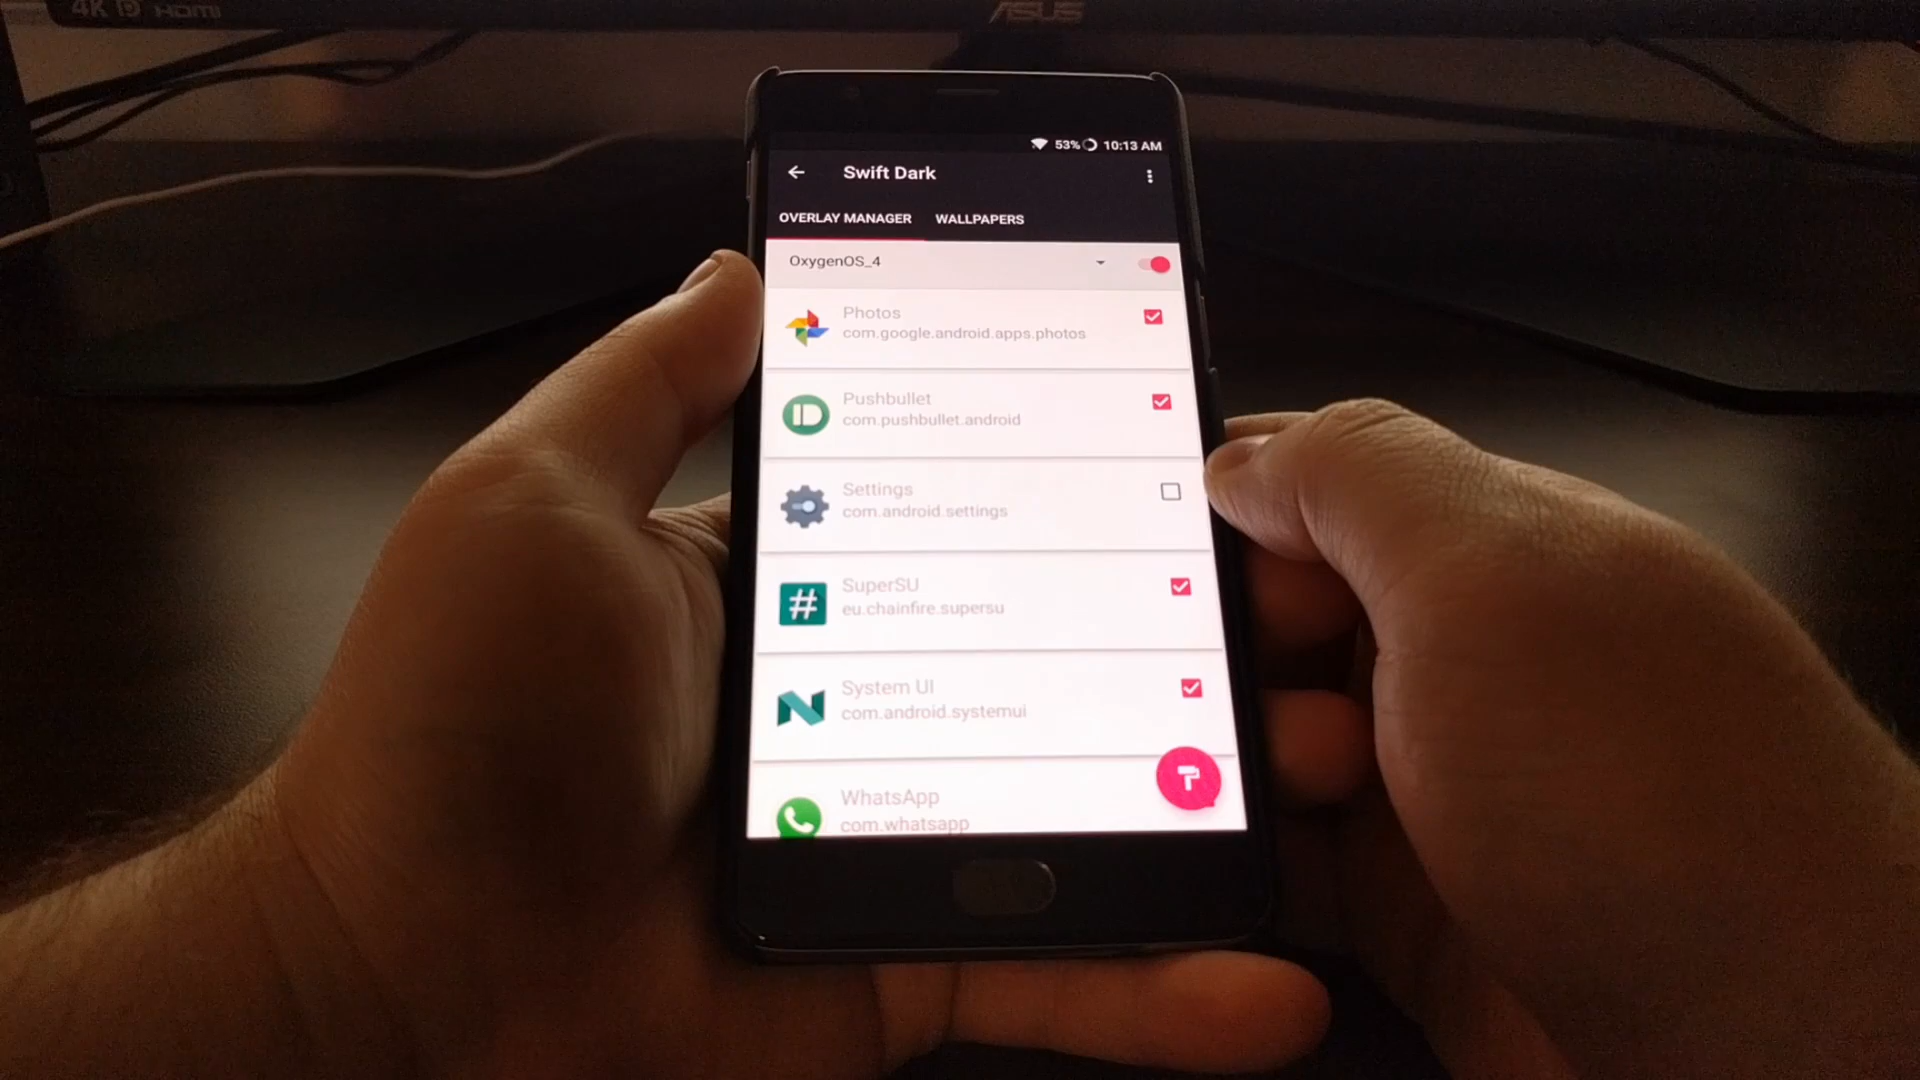 4K HDMI
ASUS
53% 10:13 AM
Swift Dark
OVERLAY MANAGER WALLPAPERS
OxygenOS_4
Photos
com.google.android.apps.photos
Pushbullet
com.pushbullet.android
Settings
com.android.settings
#
SuperSU
eu.chainfire.supersu
System UI
com.android.systemui
WhatsApp
com.whatsapp